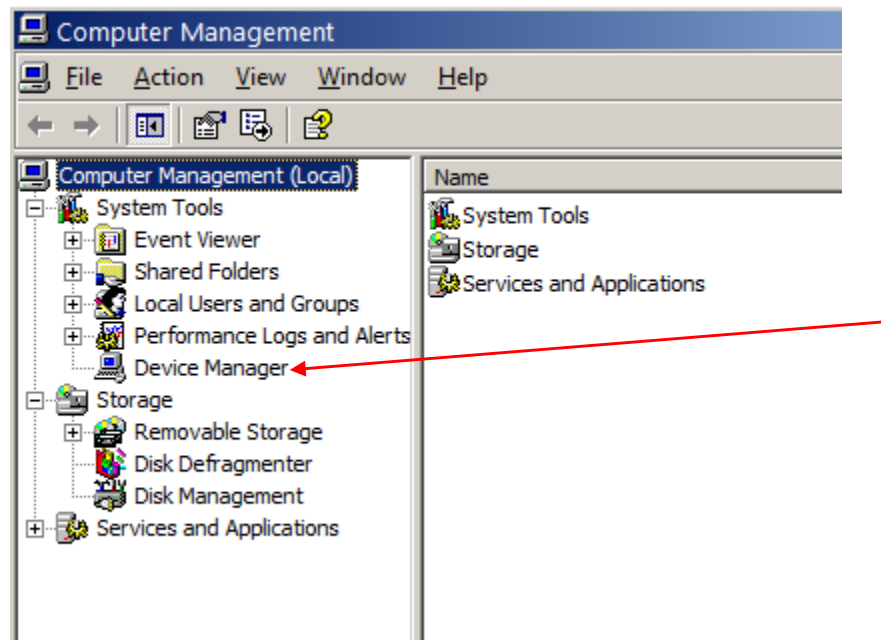 Computer Management
File Action View Window Help
Computer Management (Local)
System Tools
Event Viewer
Shared Folders
Local Users and Groups
Performance Logs and Alerts
Device Manager
Storage
Removable Storage
Disk Defragmenter
Disk Management
Services and Applications
Name
System Tools
Storage
Services and Applications